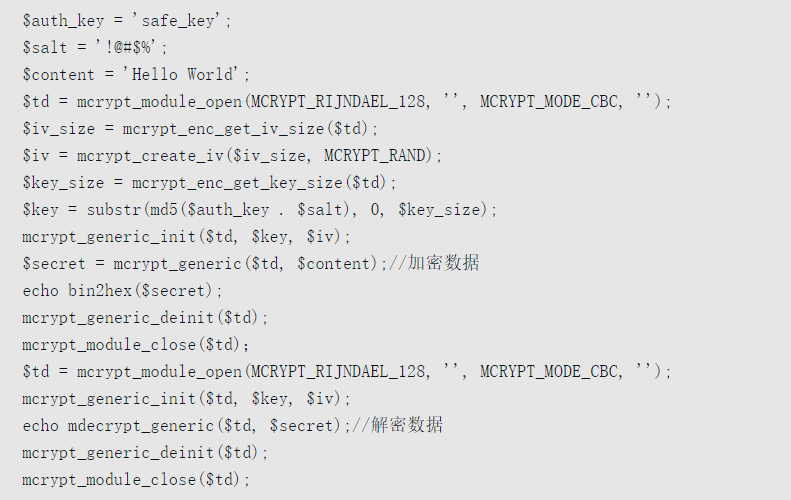 $auth_key = 'safe_key';
$salt = '!@#$%';
$content = 'Hello World';
$td = mcrypt_module_open(MCRYPT_RIJNDAEL_128, '', MCRYPT_MODE_CBC, '');
$iv_size = mcrypt_enc_get_iv_size($td);
$iv = mcrypt_create_iv($iv_size, MCRYPT_RAND);
$key_size = mcrypt_enc_get_key_size($td);
$key = substr(md5($auth_key . $salt), 0, $key_size);
mcrypt_generic_init($td, $key, $iv);
$secret = mcrypt_generic($td, $content);//加密数据
echo bin2hex($secret);
mcrypt_generic_deinit($td);
mcrypt_module_close($td);
$td = mcrypt_module_open(MCRYPT_RIJNDAEL_128, '', MCRYPT_MODE_CBC, '');
mcrypt_generic_init($td, $key, $iv);
echo mdecrypt_generic($td, $secret);//解密数据
mcrypt_generic_deinit($td);
mcrypt_module_close($td);